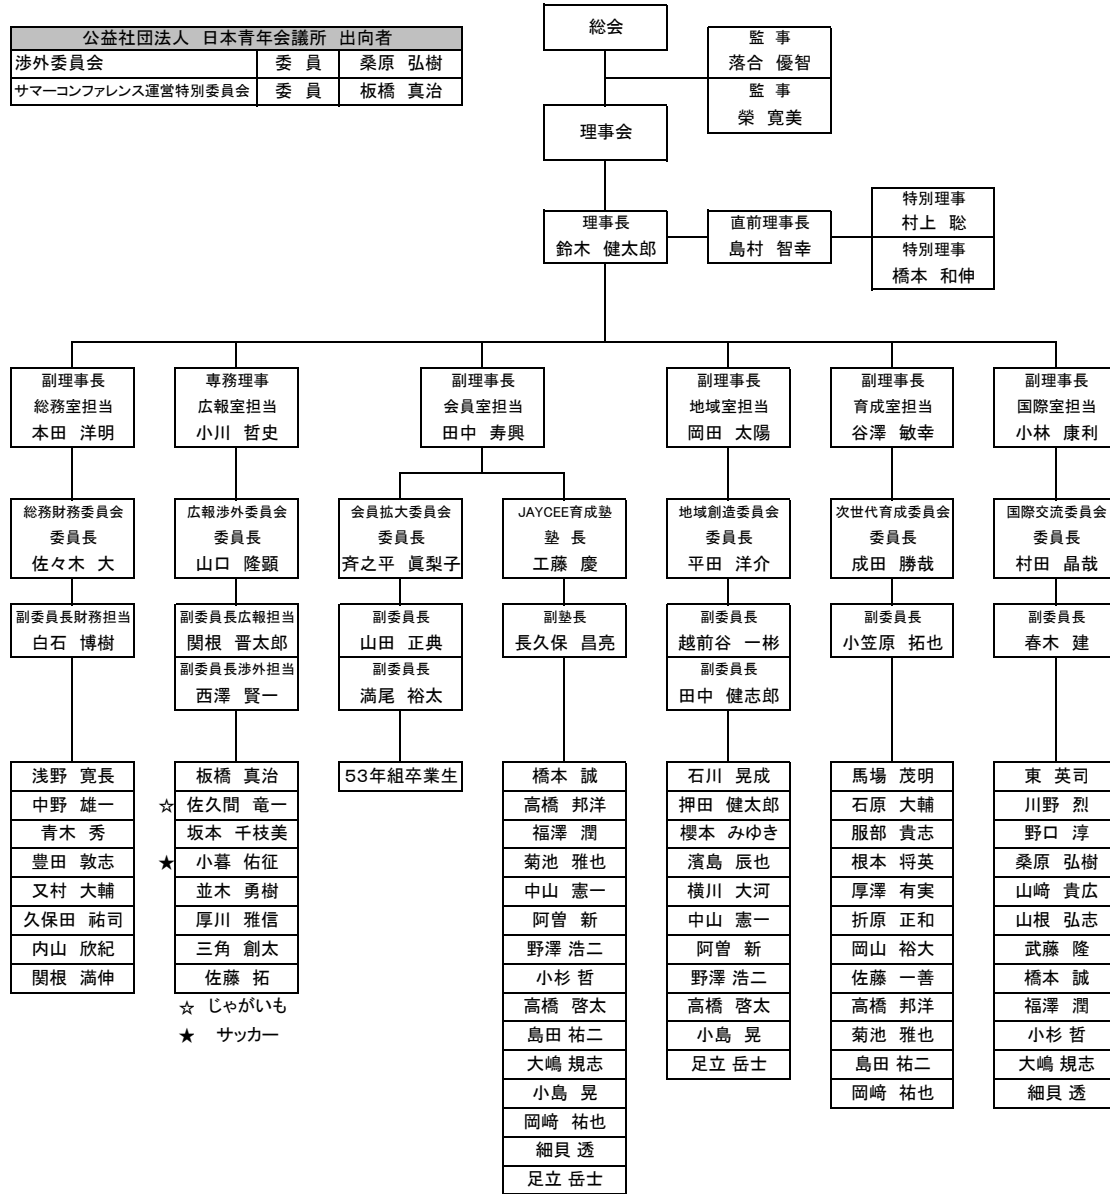 公益社団法人 日本青年会議所 出向者
渉外委員会 委 員 桑原 弘樹
サマーコンファレンス運営特別委員会 委 員 板橋 真治
総会
監 事
落合 優智
監 事
榮 寛美
理事会
理事長
鈴木 健太郎
直前理事長
島村 智幸
特別理事
村上 聡
特別理事
橋本 和伸
副理事長
総務室担当
本田 洋明
専務理事
広報室担当
小川 哲史
副理事長
会員室担当
田中 寿興
副理事長
地域室担当
岡田 太陽
副理事長
育成室担当
谷澤 敏幸
副理事長
国際室担当
小林 康利
総務財務委員会
委員長
佐々木 大
広報渉外委員会
委員長
山口 隆顕
会員拡大委員会
委員長
斉之平 眞梨子
JAYCEE育成塾
塾 長
工藤 慶
地域創造委員会
委員長
平田 洋介
次世代育成委員会
委員長
成田 勝哉
国際交流委員会
委員長
村田 晶哉
副委員長財務担当
白石 博樹
副委員長広報担当
関根 晋太郎
副委員長渉外担当
西澤 賢一
副委員長
山田 正典
副委員長
満尾 裕太
副塾長
長久保 昌亮
副委員長
越前谷 一彬
副委員長
田中 健志郎
副委員長
小笠原 拓也
副委員長
春木 建
浅野 寛長
中野 雄一
青木 秀
豊田 敦志
又村 大輔
久保田 祐司
内山 欣紀
関根 満伸
板橋 真治
☆ 佐久間 竜一
坂本 千枝美
★ 小暮 佑征
並木 勇樹
厚川 雅信
三角 創太
佐藤 拓
☆ じゃがいも
★ サッカー
53年組卒業生
橋本 誠
高橋 邦洋
福澤 潤
菊池 雅也
中山 憲一
阿曽 新
野澤 浩二
小杉 哲
高橋 啓太
島田 祐二
大嶋 規志
小島 晃
岡﨑 祐也
細貝 透
足立 岳士
石川 晃成
押田 健太郎
櫻本 みゆき
濱島 辰也
横川 大河
中山 憲一
阿曽 新
野澤 浩二
高橋 啓太
小島 晃
足立 岳士
馬場 茂明
石原 大輔
服部 貴志
根本 将英
厚澤 有実
折原 正和
岡山 裕大
佐藤 一善
高橋 邦洋
菊池 雅也
島田 祐二
岡﨑 祐也
東 英司
川野 烈
野口 淳
桑原 弘樹
山﨑 貴広
山根 弘志
武藤 隆
橋本 誠
福澤 潤
小杉 哲
大嶋 規志
細貝 透